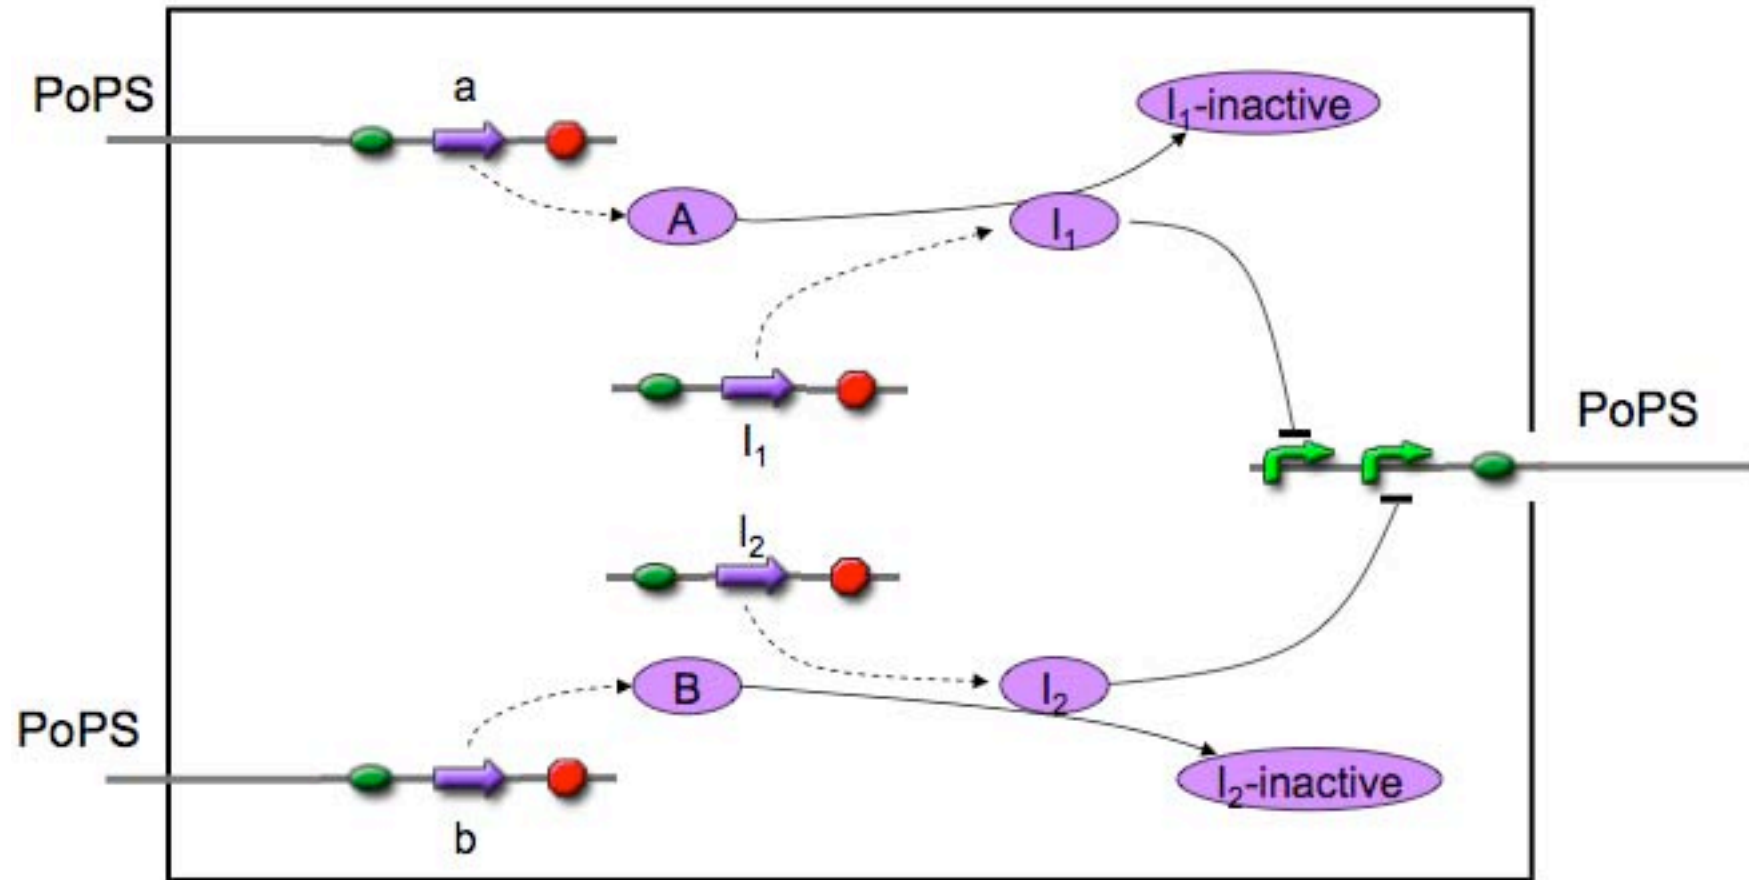 PoPS
a
I₁-inactive
A
I₁
I₁
PoPS
I₂
B
I₂
PoPS
I₂-inactive
b